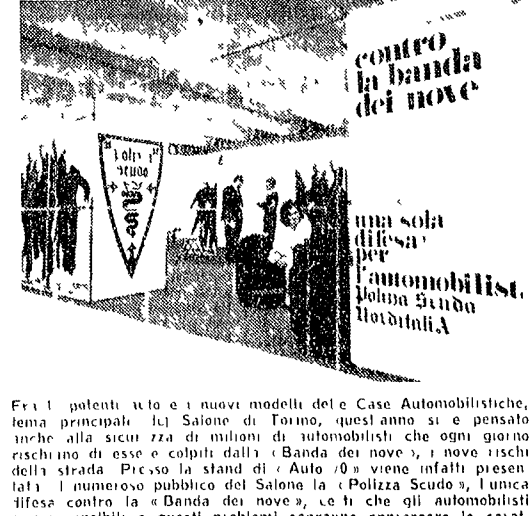 contro
la banda
dei nove
Scudo
una sola
difesa
per
l'automobilist
Polizza Scudo
NorditaliA
potenti e i nuovi modelli delle Case Automobilistiche,
tema principale del Salone di Torino, quest anno si è pensato
anche alla sicurezza di milioni di automobilisti che ogni giorno
rischiano di essere colpiti dalla «Banda dei nove», i nove rischi
della strada Presso la stand di «Auto 70» viene infatti presen
tata numeroso pubblico del Salone la «Polizza Scudo», l unica
difesa contro la «Banda dei nove», certi che gli automobilisti
questi problemi